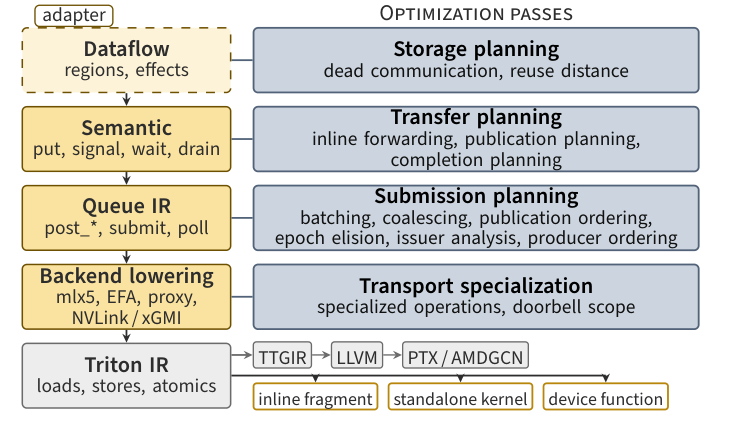 adapter
OPTIMIZATION PASSES
Dataflow
regions, effects
Storage planning
dead communication, reuse distance
Semantic
put, signal, wait, drain
Transfer planning
inline forwarding, publication planning,
completion planning
Queue IR
post_*, submit, poll
Submission planning
batching, coalescing, publication ordering,
epoch elision, issuer analysis, producer ordering
Backend lowering
mlx5, EFA, proxy,
NVLink / xGMI
Transport specialization
specialized operations, doorbell scope
Triton IR
loads, stores, atomics
TTGIR
LLVM
PTX / AMDGCN
inline fragment
standalone kernel
device function